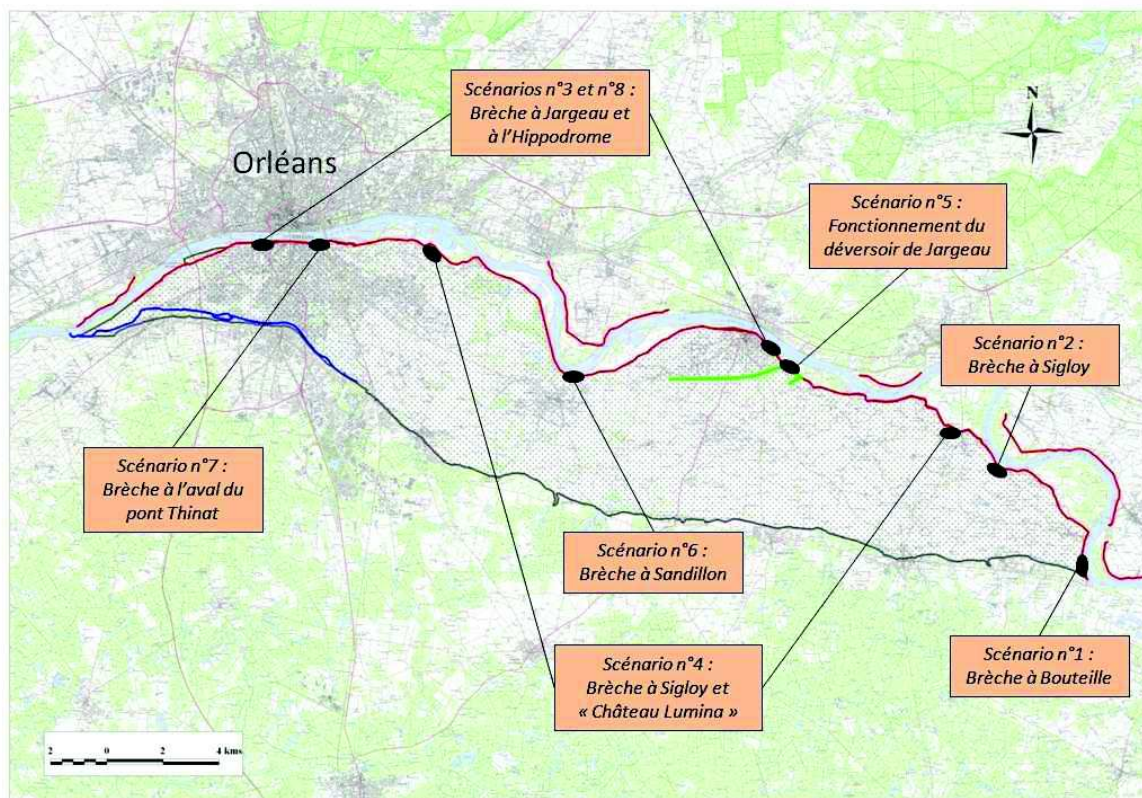 Scénarios n°3 et n°8 :
Brèche à Jargeau et
à l'Hippodrome
N
Orléans
Scénario n°5 :
Fonctionnement du
déversoir de Jargeau
Scénario n°2 :
Brèche à Sigloy
Scénario n°7 :
Brèche à l'aval du
pont Thinat
Scénario n°6 :
Brèche à Sandillon
Scénario n°4 :
Brèche à Sigloy et
« Château Lumina »
Scénario n°1 :
Brèche à Bouteille
2 0 2 4 kms